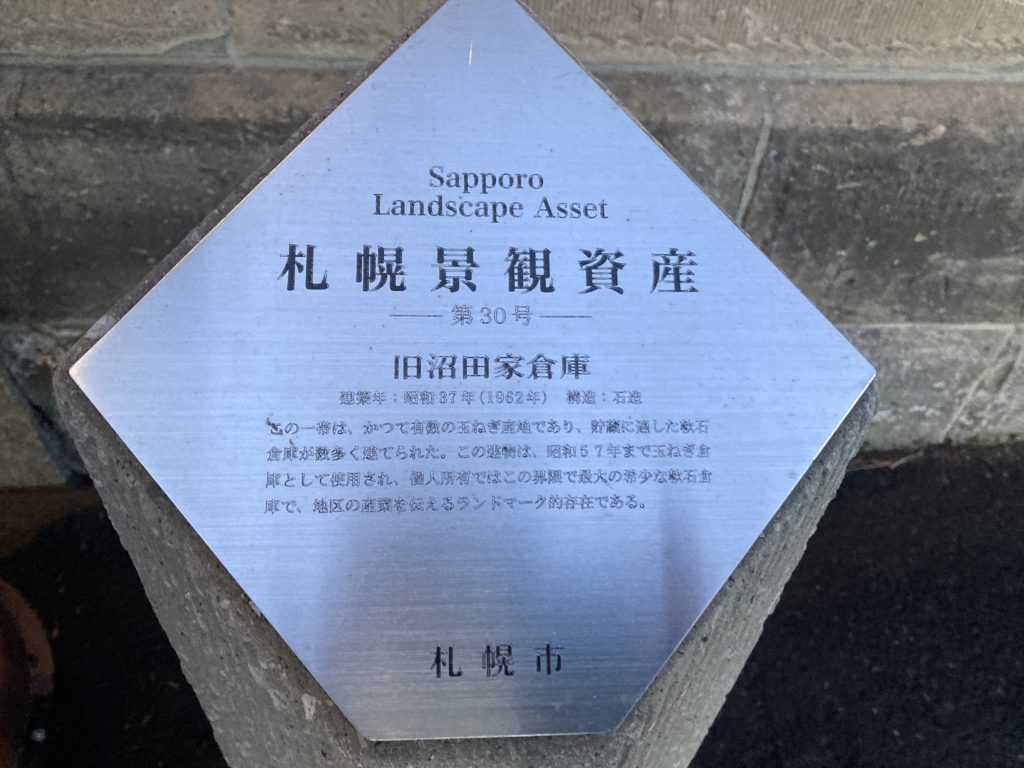 Sapporo
Landscape Asset
札幌景観資産
第30号
旧沼田家倉庫
建築年：昭和37年(1962年)　構造：石造
この一帯は、かつて有数の玉ねぎ産地であり、貯蔵に適した軟石
倉庫が数多く建てられた。この建物は、昭和57年まで玉ねぎ倉
庫として使用され、個人所有ではこの界隈で最大の希少な軟石倉
庫で、地区の産業を伝えるランドマーク的存在である。
札幌市